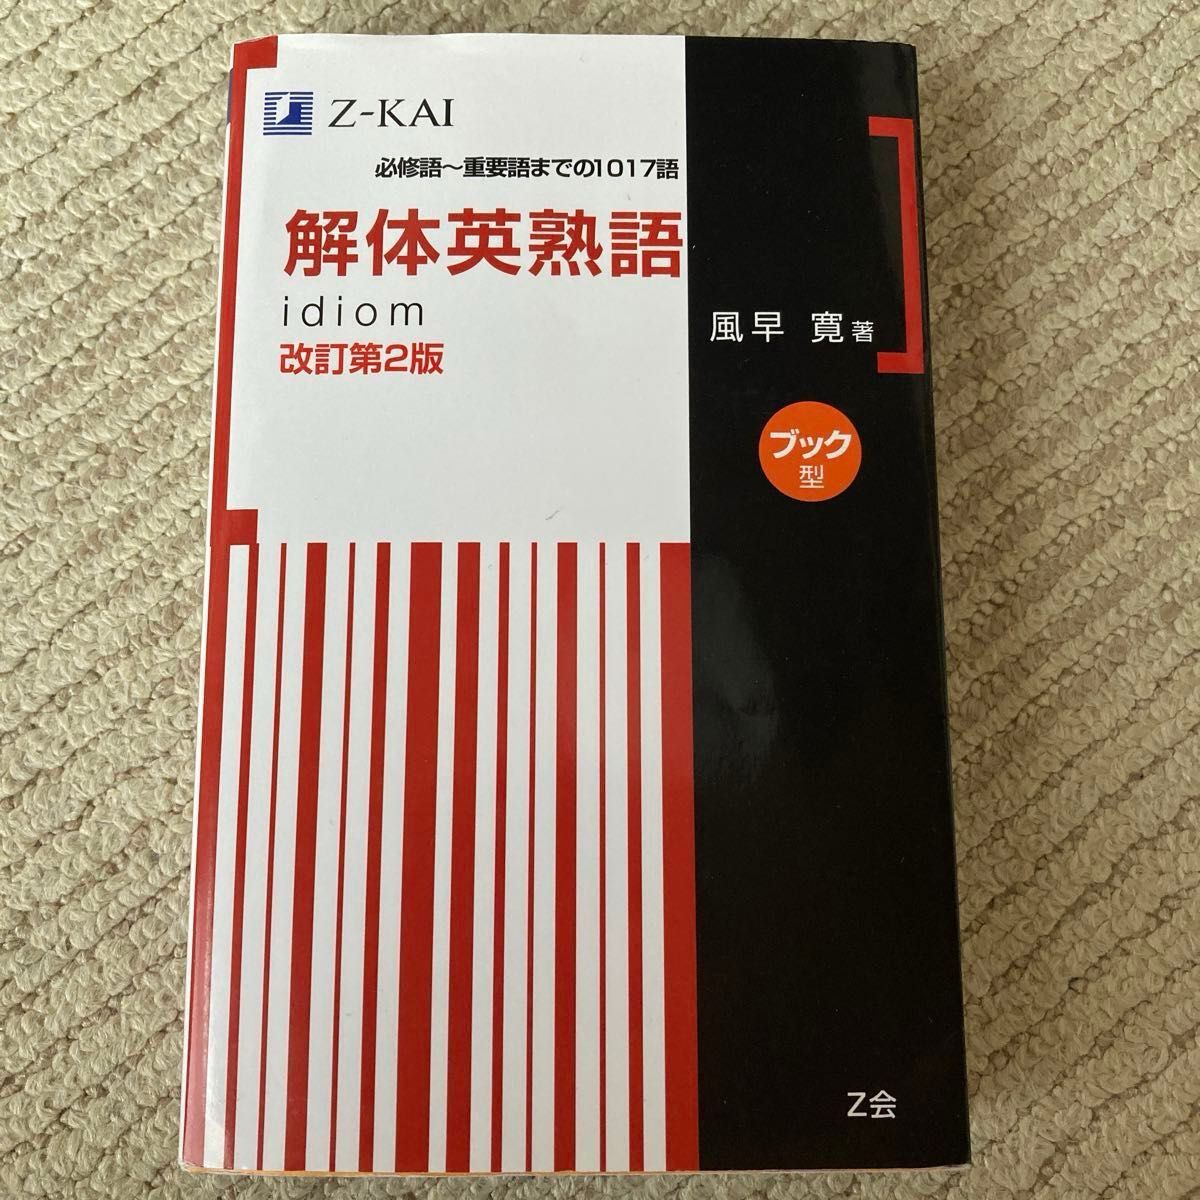 Z-KAI
必修語〜重要語までの1017語
解体英熟語
idiom
改訂第2版
風早 寛著
ブック
型
Z会